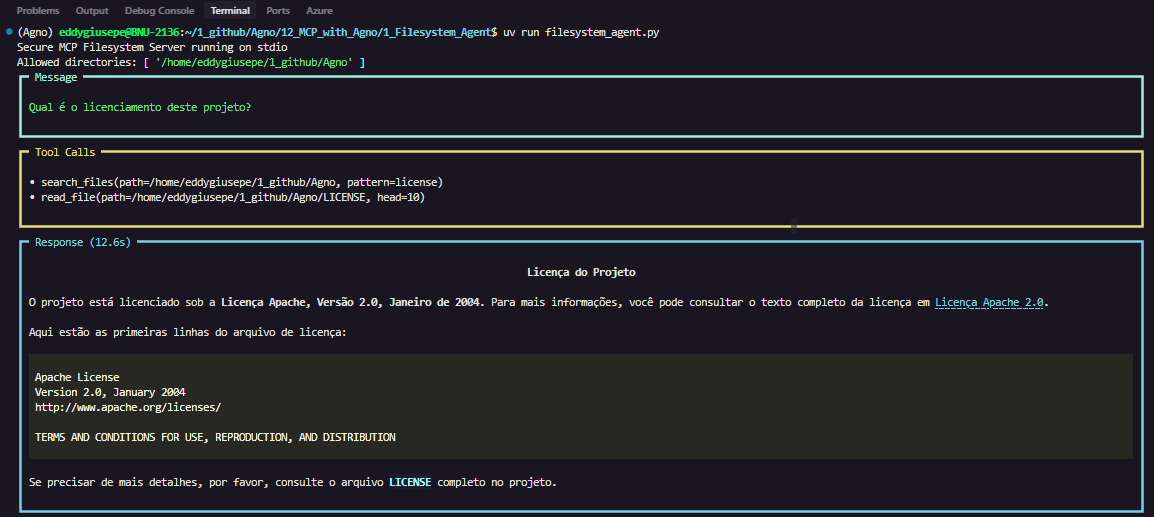 Problems Output Debug Console Terminal Ports Azure
(Agno) eddygiusepe@BNU-2136:~/1_github/Agno/12_MCP_with_Agno/1_Filesystem_Agent$ uv run filesystem_agent.py
Secure MCP Filesystem Server running on stdio
Allowed directories: [ '/home/eddygiusepe/1_github/Agno' ]
Message
Qual é o licenciamento deste projeto?
Tool Calls
• search_files(path=/home/eddygiusepe/1_github/Agno, pattern=license)
• read_file(path=/home/eddygiusepe/1_github/Agno/LICENSE, head=10)
Response (12.6s)
Licença do Projeto
O projeto está licenciado sob a Licença Apache, Versão 2.0, Janeiro de 2004. Para mais informações, você pode consultar o texto completo da licença em Licença Apache 2.0.
Aqui estão as primeiras linhas do arquivo de licença:
Apache License
Version 2.0, January 2004
http://www.apache.org/licenses/
TERMS AND CONDITIONS FOR USE, REPRODUCTION, AND DISTRIBUTION
Se precisar de mais detalhes, por favor, consulte o arquivo LICENSE completo no projeto.